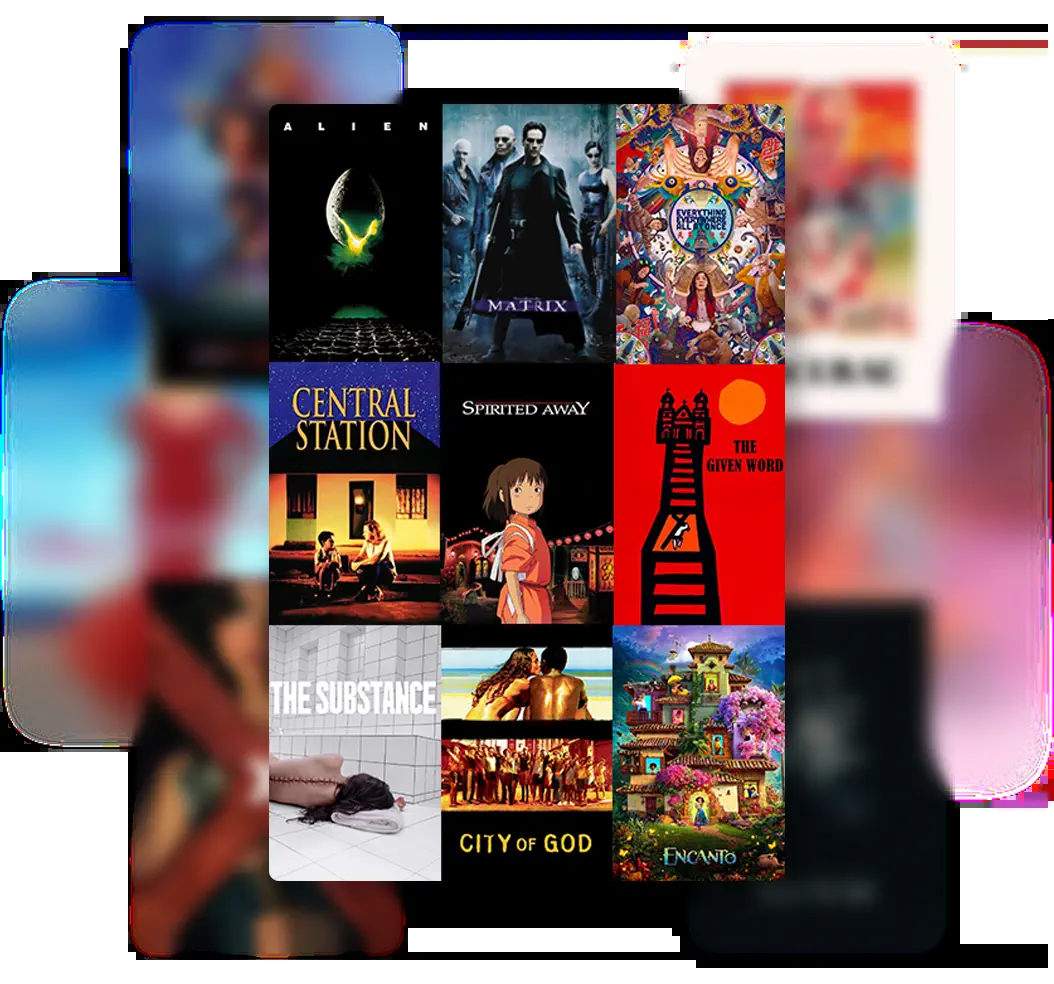 ALIEN
MATRIX
EVERYTHING
EVERYWHERE
ALL AT ONCE
CENTRAL
STATION
SPIRITED AWAY
THE
GIVEN WORD
THE SUBSTANCE
CITY OF GOD
ENCANTO